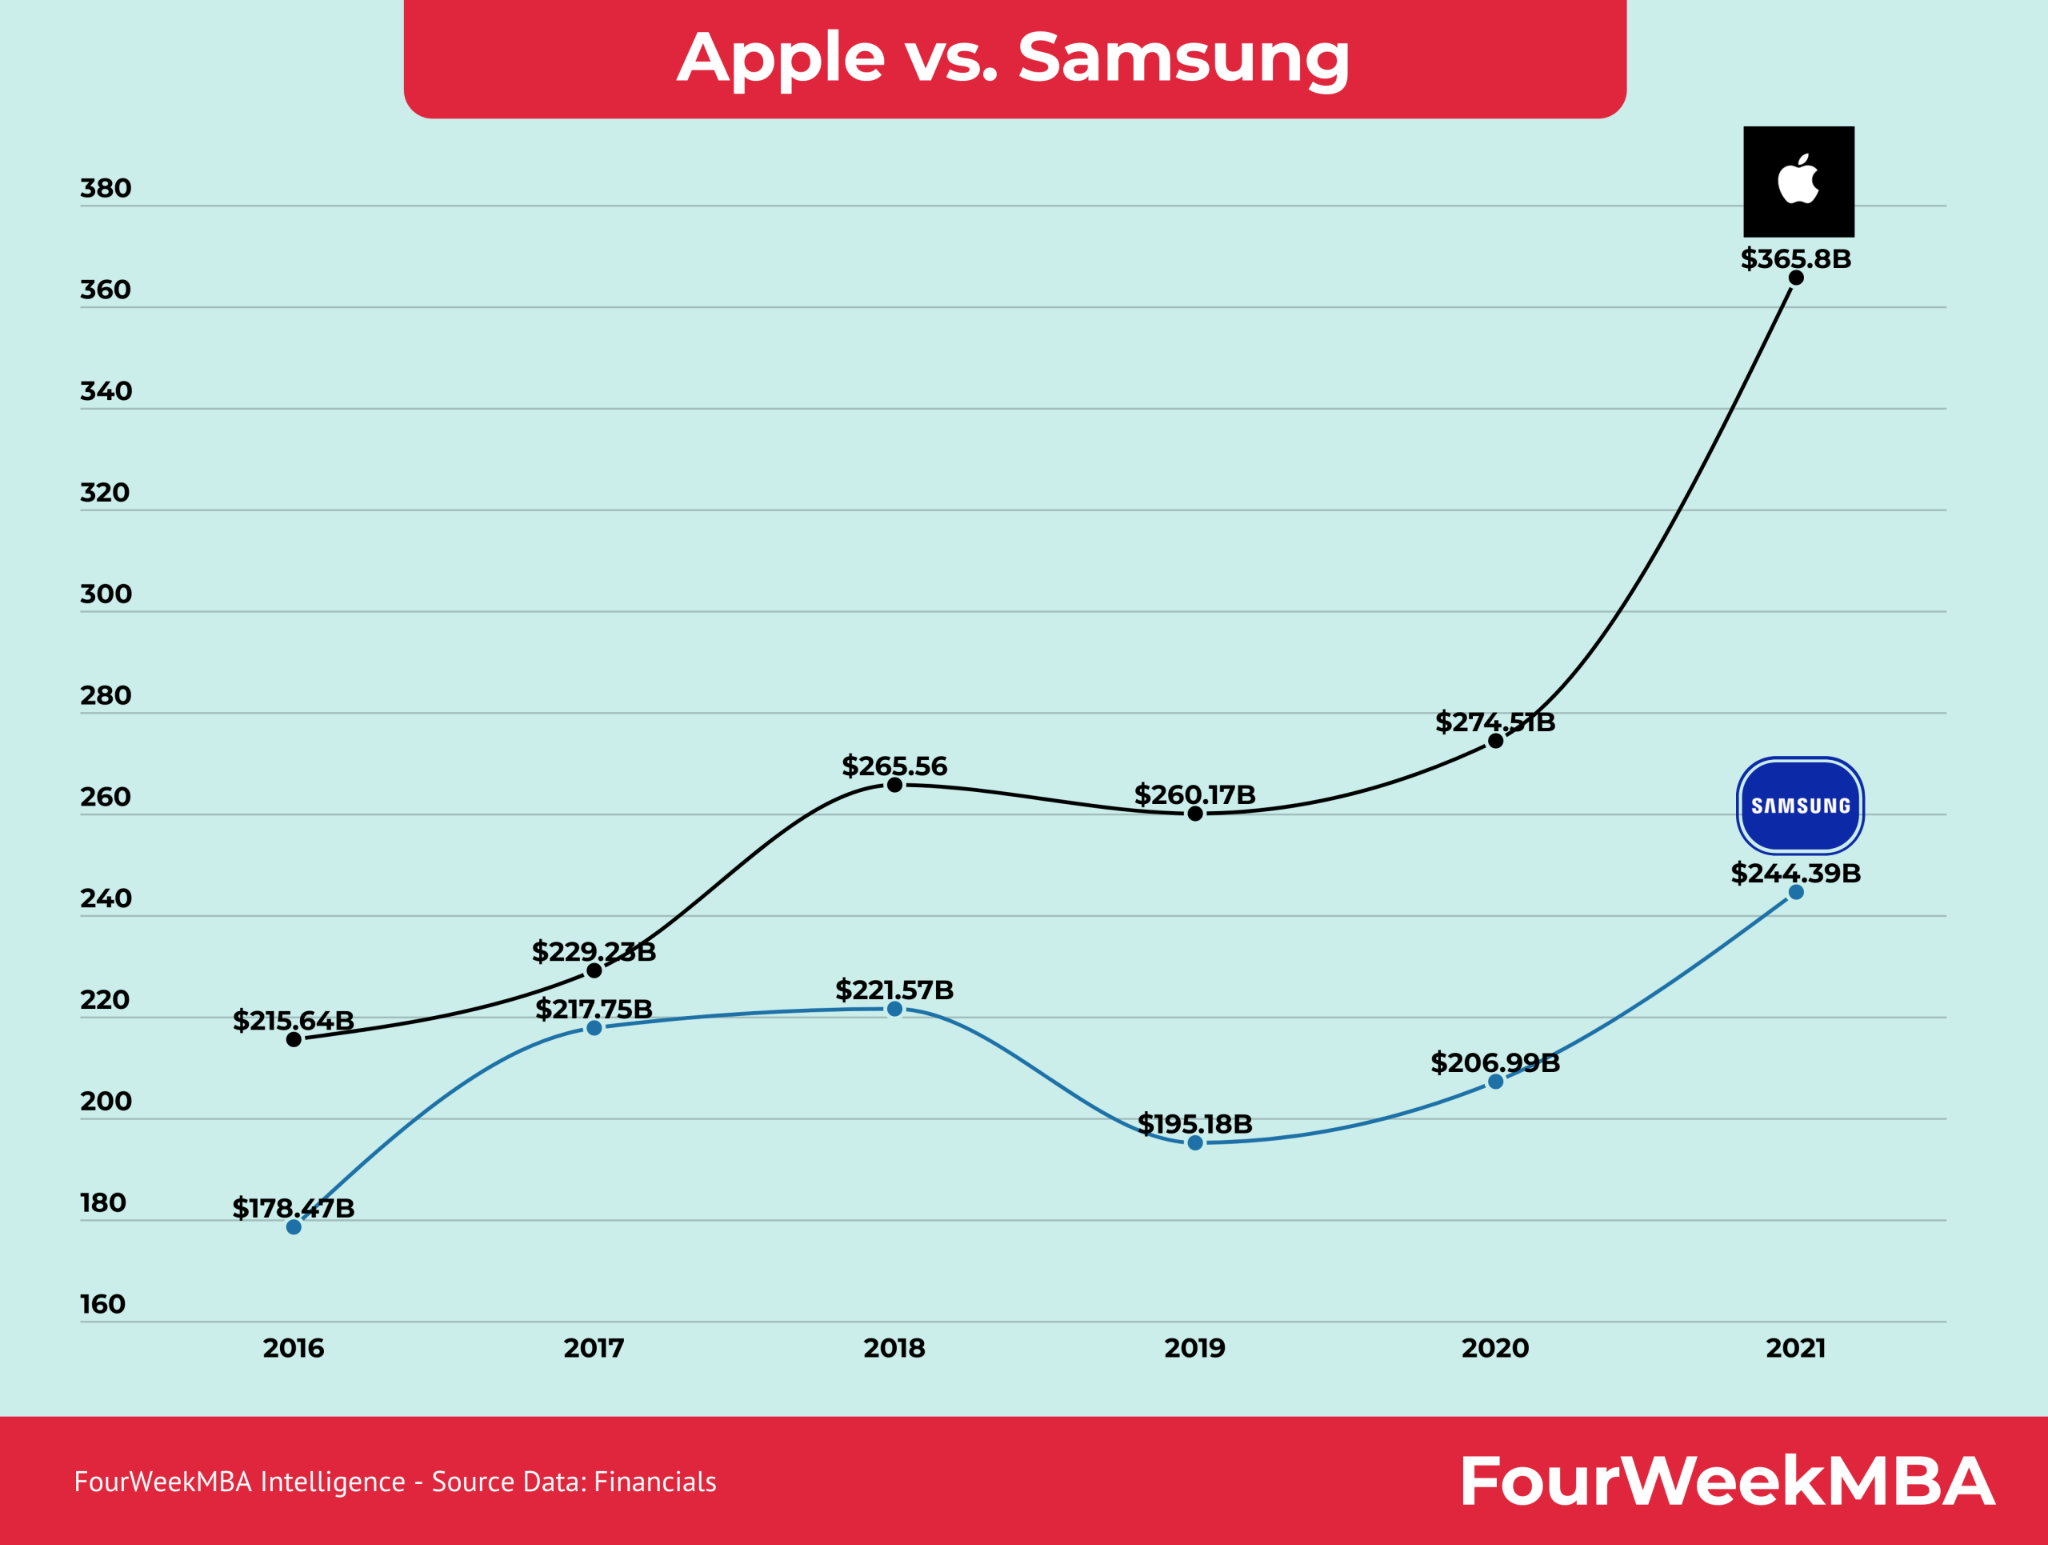 Apple vs. Samsung
380
$365.8B
360
340
320
300
280
$274.51B
$265.56
260
$260.17B
SAMSUNG
$244.39B
240
$229.23B
220
$215.64B
$217.75B
$221.57B
$206.99B
200
$195.18B
180
$178.47B
160
2016 2017 2018 2019 2020 2021
FourWeekMBA Intelligence - Source Data: Financials
FourWeekMBA